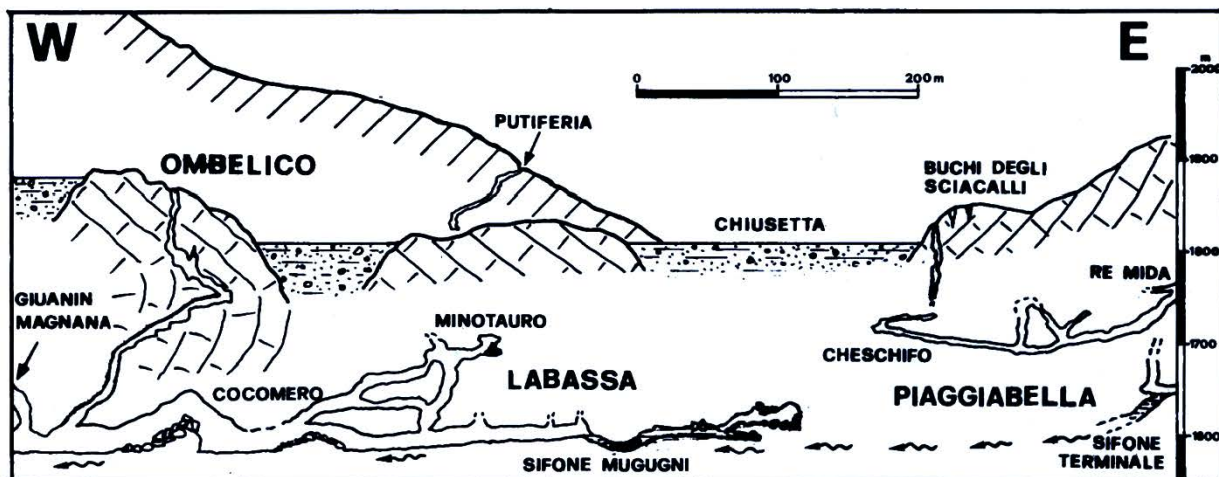 W
E
m
2000
0 100 200 m
PUTIFERIA
OMBELICO
1900
BUCHI DEGLI
SCIACALLI
CHIUSETTA
1800
RE MIDA
GIUANIN
MAGNANA
MINOTAURO
1700
CHESCHIFO
LABASSA
COCOMERO
PIAGGIABELLA
1600
SIFONE MUGUGNI
SIFONE
TERMINALE